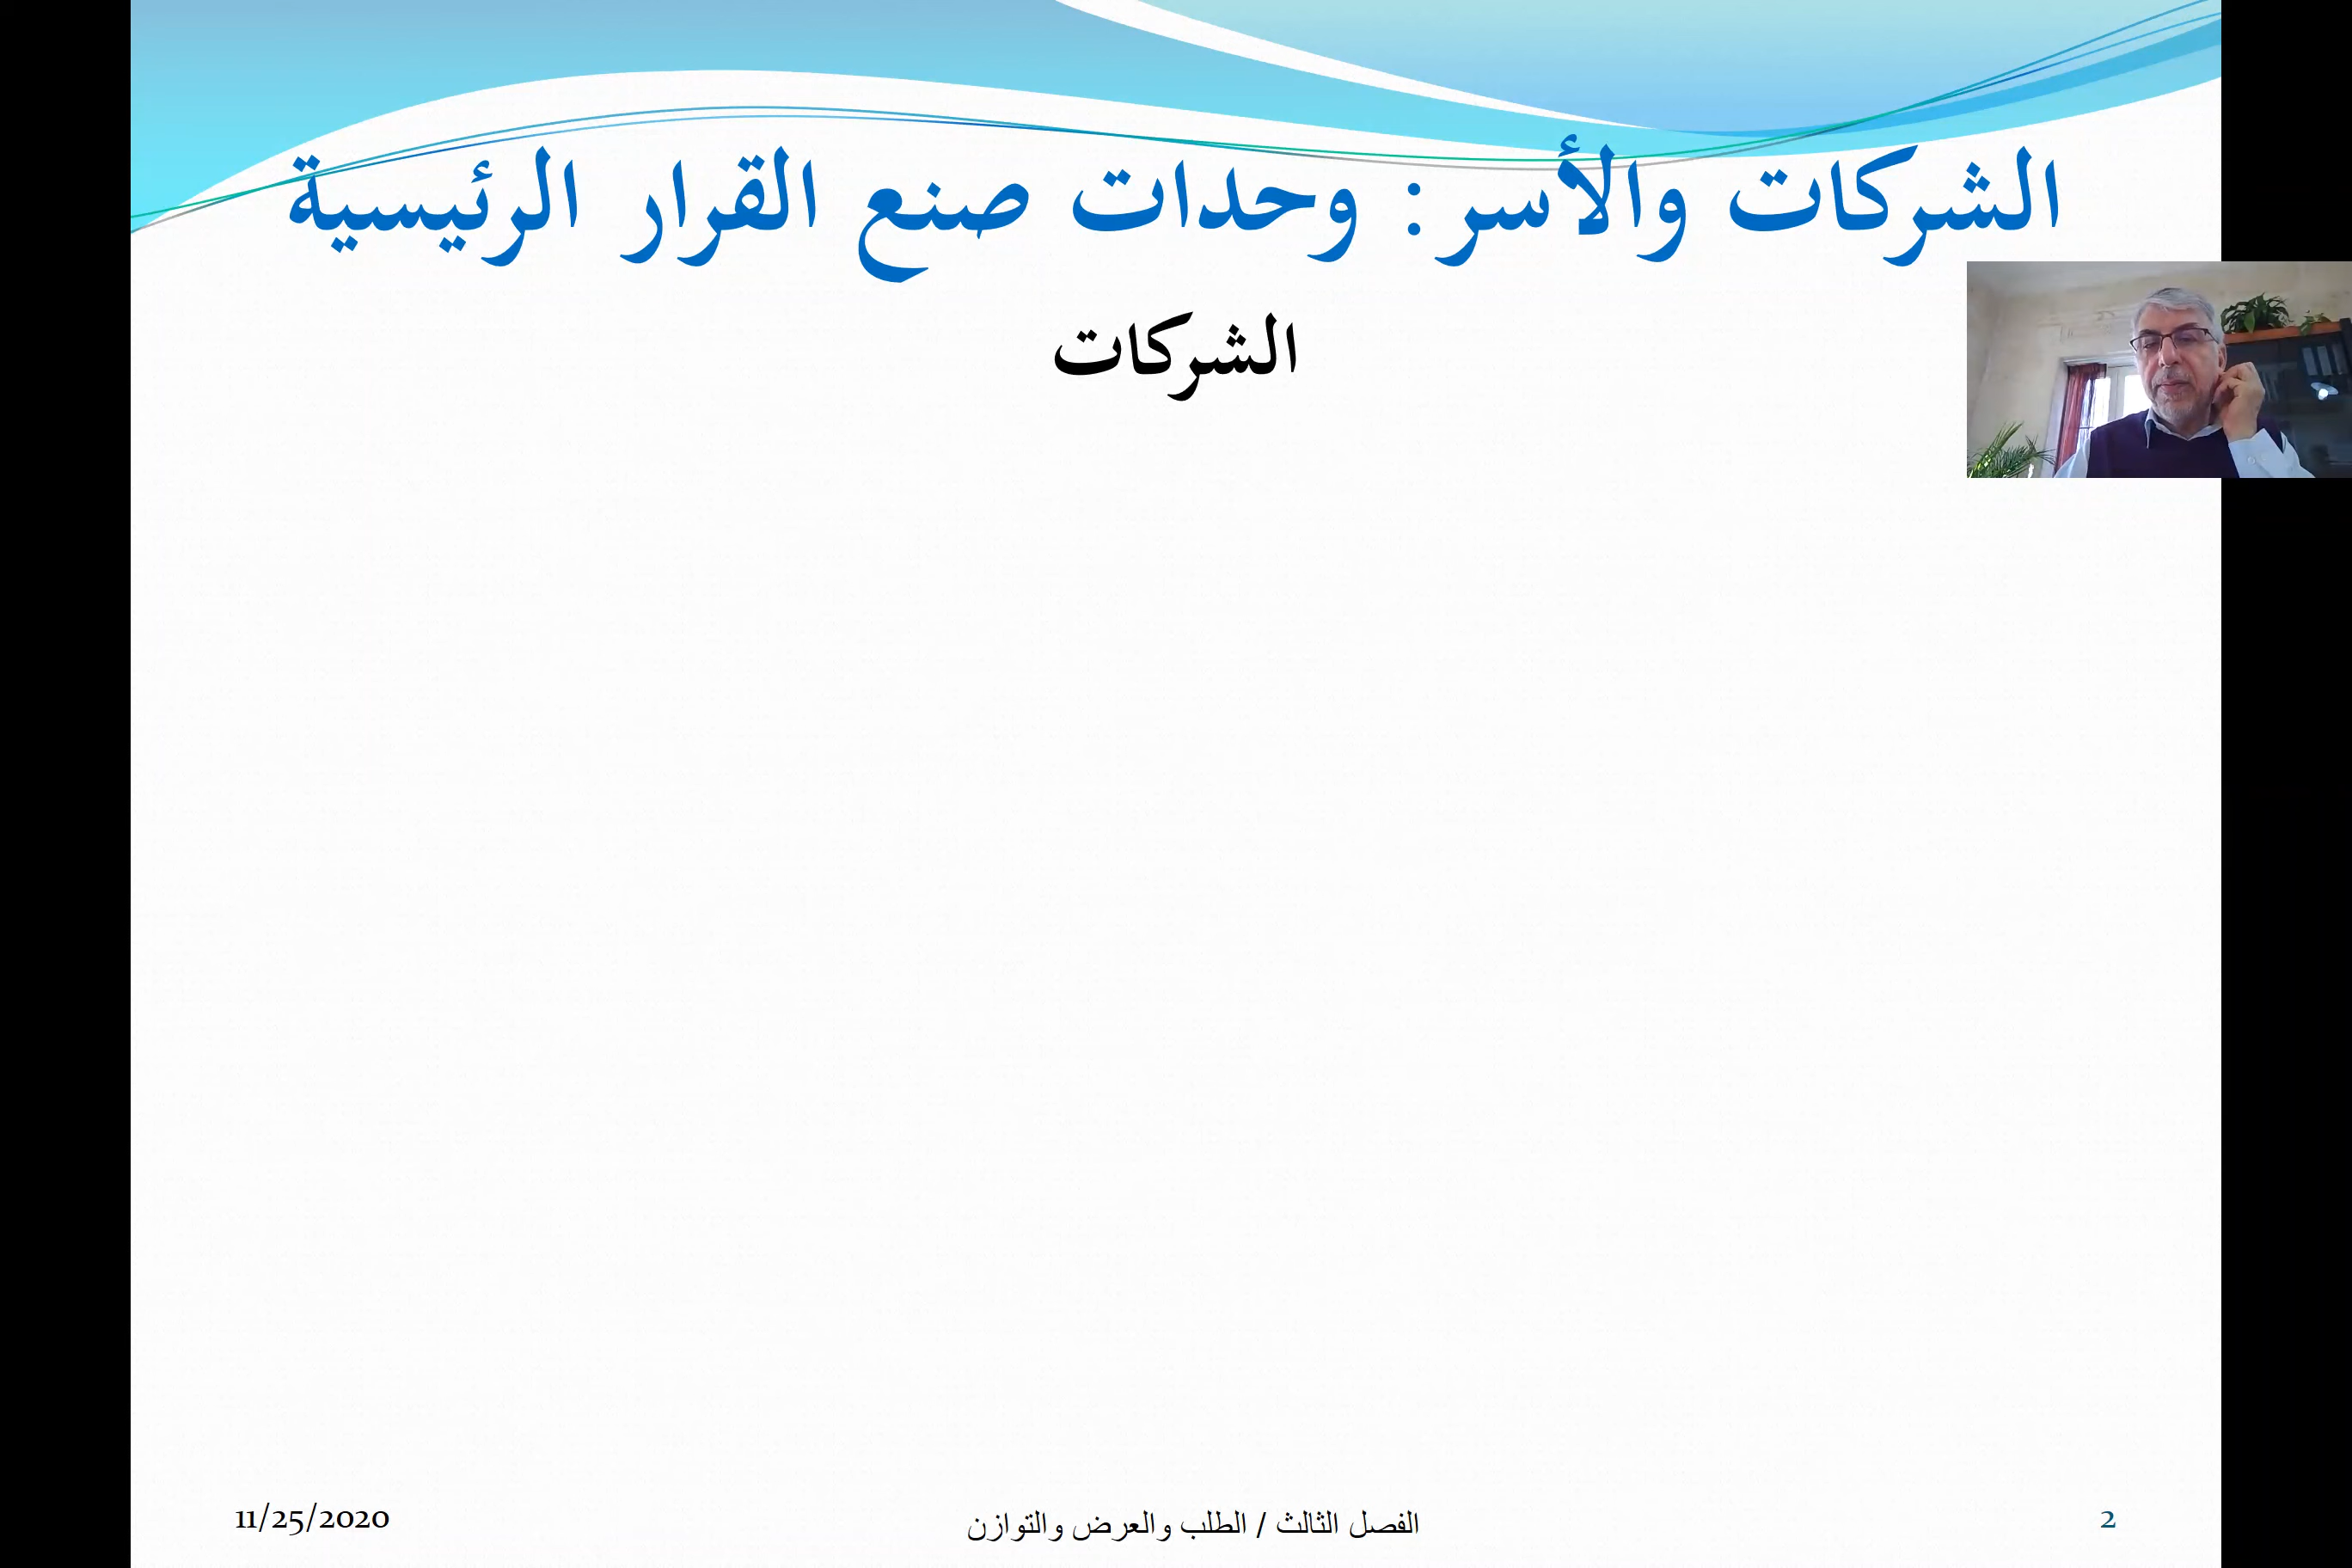 الشركات والأسر: وحدات صنع القرار الرئيسية
الشركات
11/25/2020
الفصل الثالث / الطلب والعرض والتوازن
2